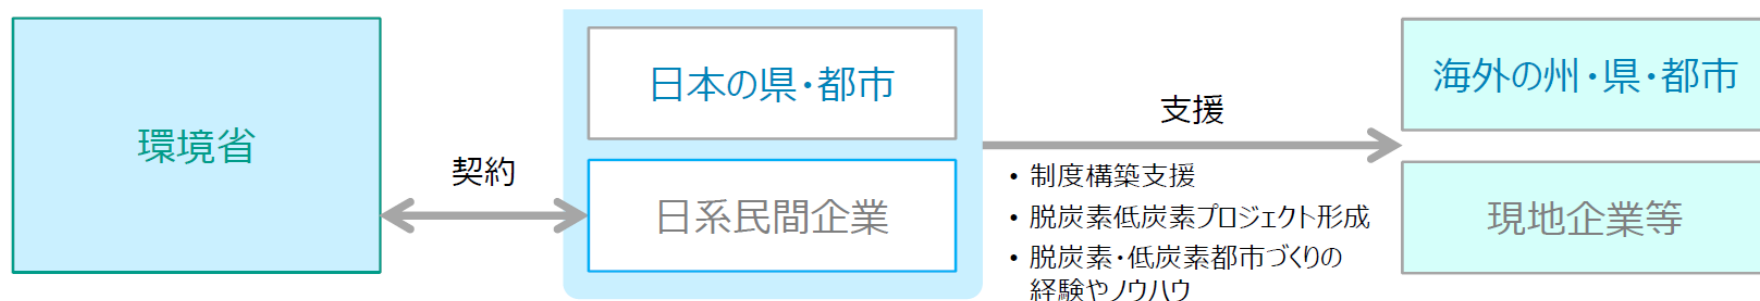 環境省
契約
日本の県・都市
日系民間企業
支援
• 制度構築支援
• 脱炭素低炭素プロジェクト形成
• 脱炭素・低炭素都市づくりの
経験やノウハウ
海外の州・県・都市
現地企業等